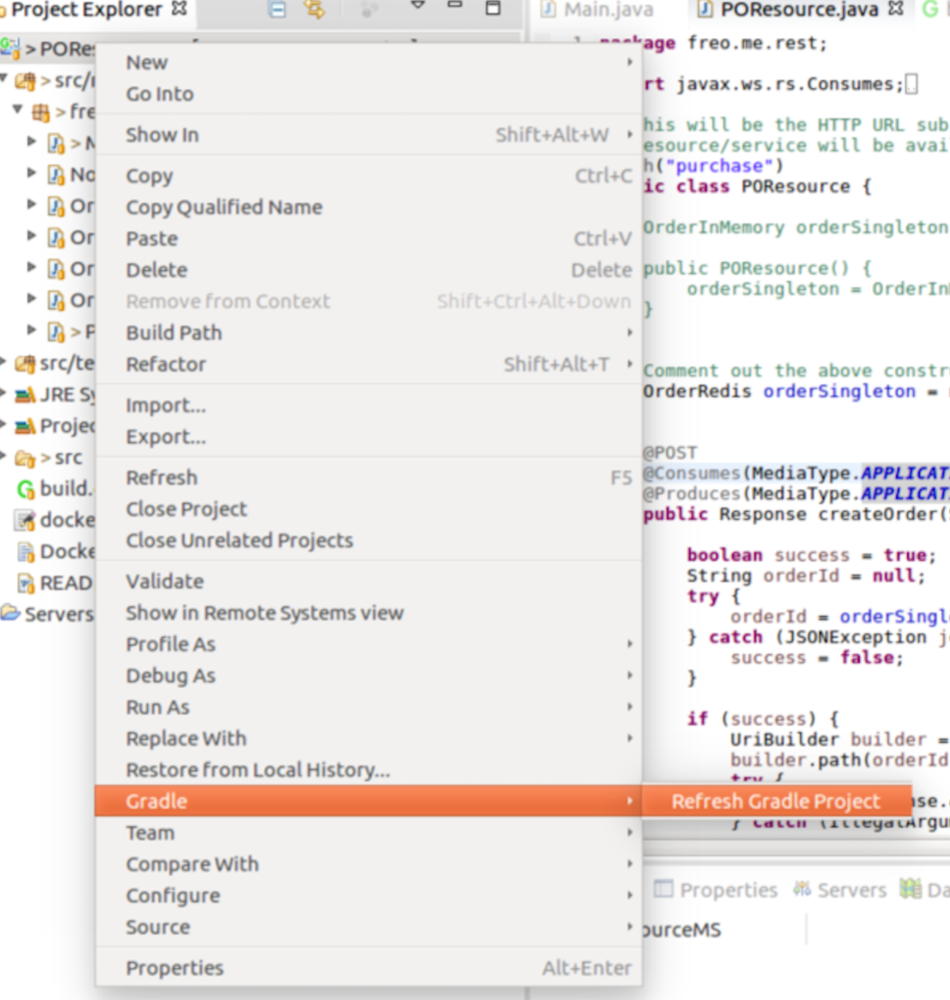 Project Explorer
Main.java
POResource.java
>
New
Go Into
Show In Shift+Alt+W
Copy Ctrl+C
Copy Qualified Name
Paste Ctrl+V
Delete Delete
Remove from Context Shift+Ctrl+Alt+Down
Build Path
Refactor Shift+Alt+T
Import...
Export...
Refresh F5
Close Project
Close Unrelated Projects
Validate
Show in Remote Systems view
Profile As
Debug As
Run As
Replace With
Restore from Local History...
Gradle
Refresh Gradle Project
Team
Compare With
Configure
Source
Properties Alt+Enter
> src/
> fre
> M
No
Or
Or
Or
Or
> P
src/te
JRE Sy
Projec
> src
build.
docke
Docke
READ
Servers
package freo.me.rest;
rt javax.ws.rs.Consumes;
his will be the HTTP URL sub
esource/service will be avai
h("purchase")
ic class POResource {
OrderInMemory orderSingleton
public POResource() {
orderSingleton = OrderIn
}
Comment out the above constr
OrderRedis orderSingleton =
@POST
@Consumes(MediaType.APPLICAT
@Produces(MediaType.APPLICAT
public Response createOrder(
boolean success = true;
String orderId = null;
try {
orderId = orderSingl
} catch (JSONException j
success = false;
}
if (success) {
UriBuilder builder =
builder.path(orderId
try {
nse.
} catch (IllegalArgu
Properties
Servers
Da
ourceMS